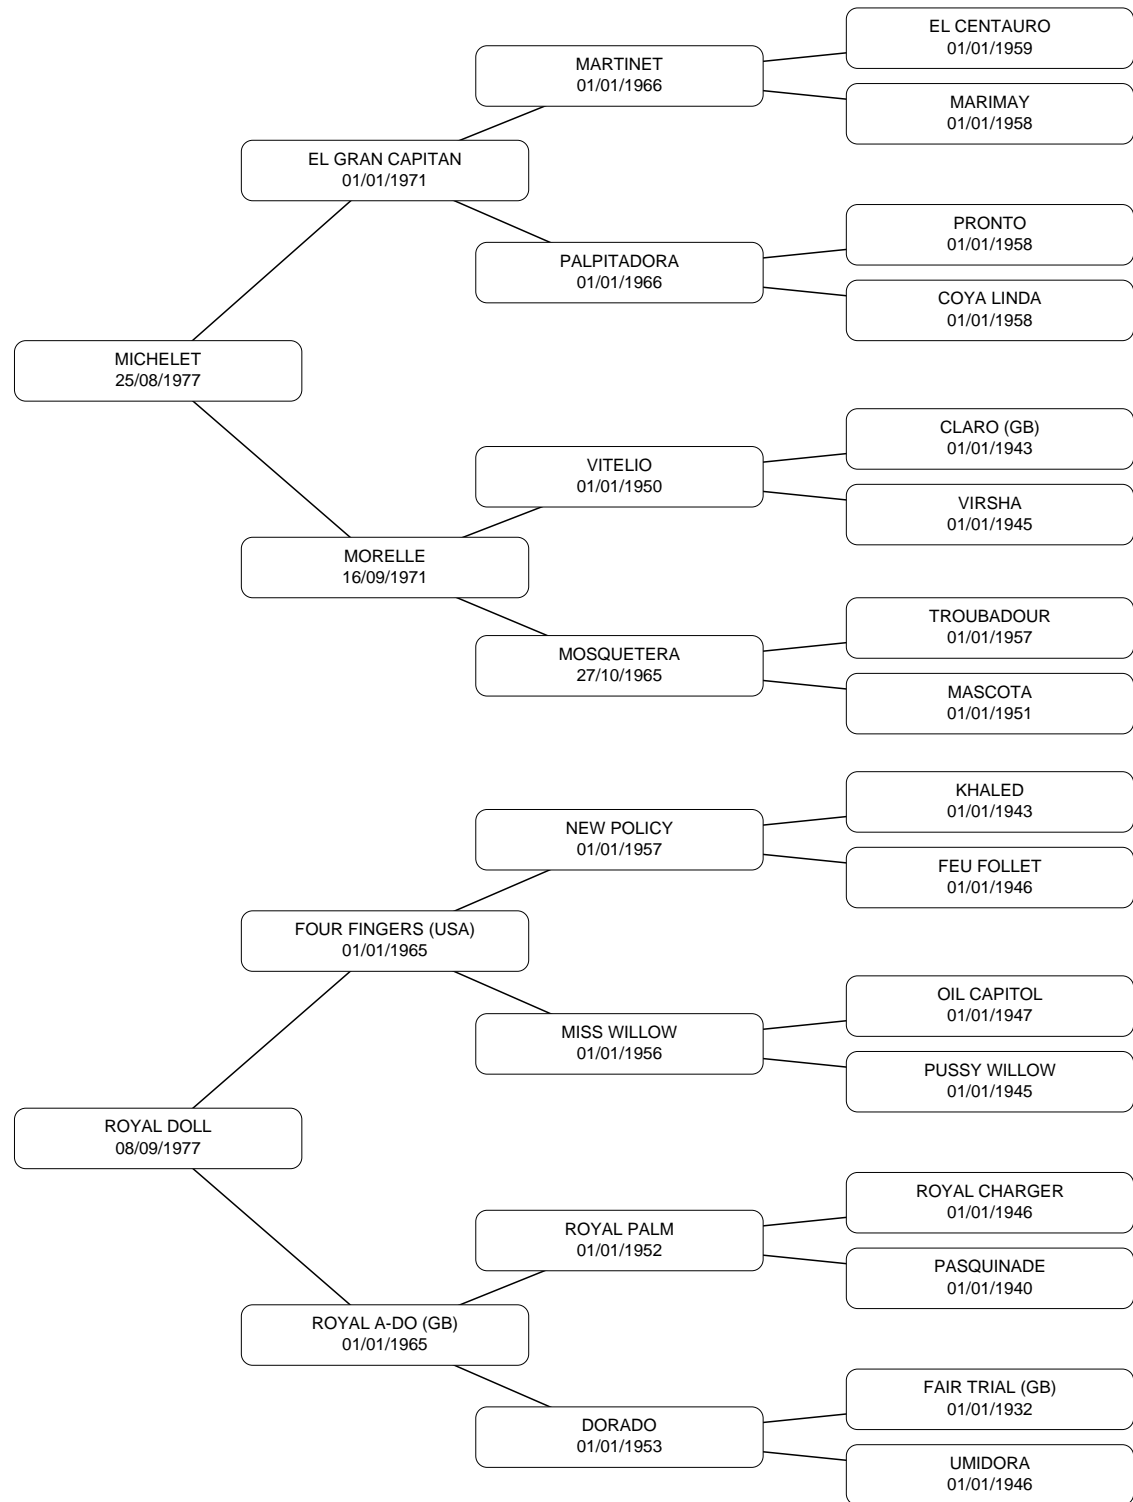 EL CENTAURO
01/01/1959
MARTINET
01/01/1966
MARIMAY
01/01/1958
EL GRAN CAPITAN
01/01/1971
PRONTO
01/01/1958
PALPITADORA
01/01/1966
COYA LINDA
01/01/1958
MICHELET
25/08/1977
CLARO (GB)
01/01/1943
VITELIO
01/01/1950
VIRSHA
01/01/1945
MORELLE
16/09/1971
TROUBADOUR
01/01/1957
MOSQUETERA
27/10/1965
MASCOTA
01/01/1951
KHALED
01/01/1943
NEW POLICY
01/01/1957
FEU FOLLET
01/01/1946
FOUR FINGERS (USA)
01/01/1965
OIL CAPITOL
01/01/1947
MISS WILLOW
01/01/1956
PUSSY WILLOW
01/01/1945
ROYAL DOLL
08/09/1977
ROYAL CHARGER
01/01/1946
ROYAL PALM
01/01/1952
PASQUINADE
01/01/1940
ROYAL A-DO (GB)
01/01/1965
FAIR TRIAL (GB)
01/01/1932
DORADO
01/01/1953
UMIDORA
01/01/1946